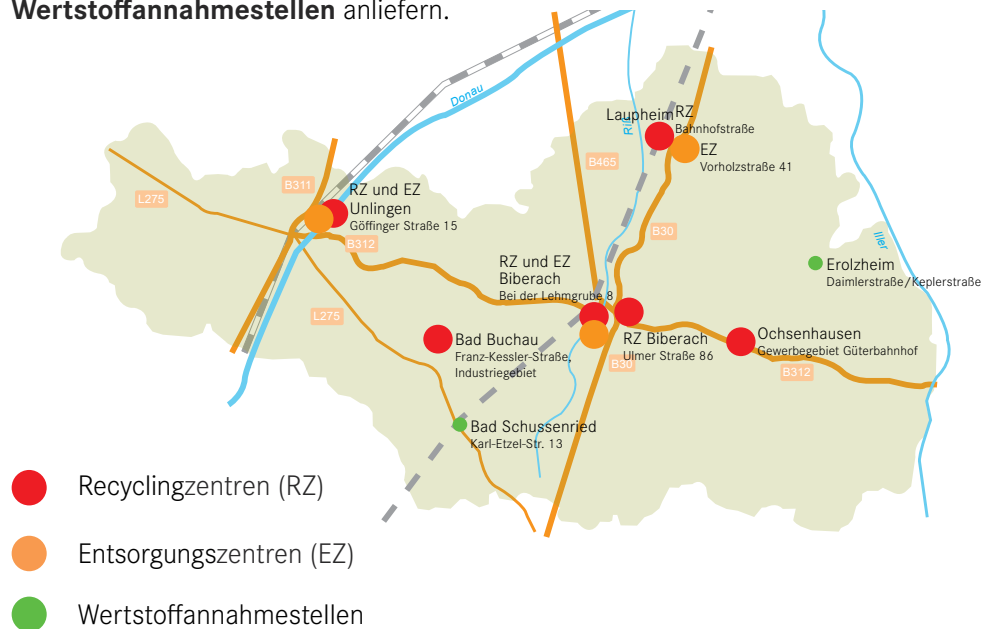 Wertstoffannahmestellen anliefern.
Donau
Riß
Laupheim RZ
Bahnhofstraße
EZ
Vorholzstraße 41
B465
B311
L275
RZ und EZ
Unlingen
Göffinger Straße 15
B312
B30
Iller
RZ und EZ
Biberach
Bei der Lehmgrube 8
Erolzheim
Daimlerstraße/Keplerstraße
L275
Bad Buchau
Franz-Kessler-Straße,
Industriegebiet
RZ Biberach
Ulmer Straße 86
B30
Ochsenhausen
Gewerbegebiet Güterbahnhof
B312
Bad Schussenried
Karl-Etzel-Str. 13
Recyclingzentren (RZ)
Entsorgungszentren (EZ)
Wertstoffannahmestellen